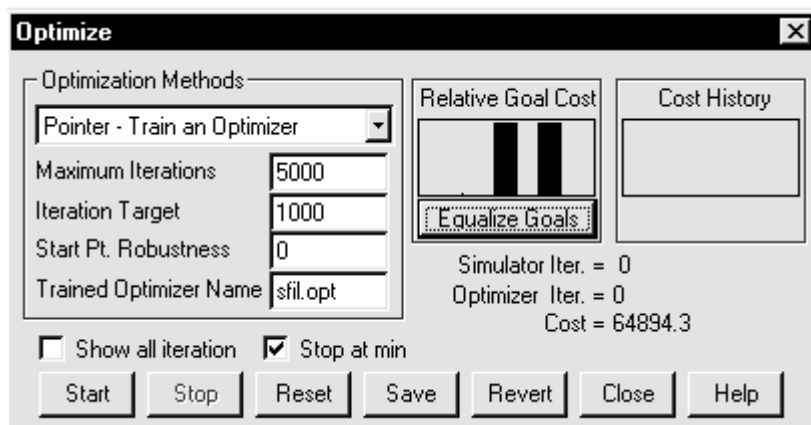 Optimize
Optimization Methods
Pointer - Train an Optimizer
Maximum Iterations 5000
Iteration Target 1000
Start Pt. Robustness 0
Trained Optimizer Name sfil.opt
Relative Goal Cost
Equalize Goals
Cost History
Simulator Iter. = 0
Optimizer Iter. = 0
Cost = 64894.3
Show all iteration Stop at min
Start Stop Reset Save Revert Close Help